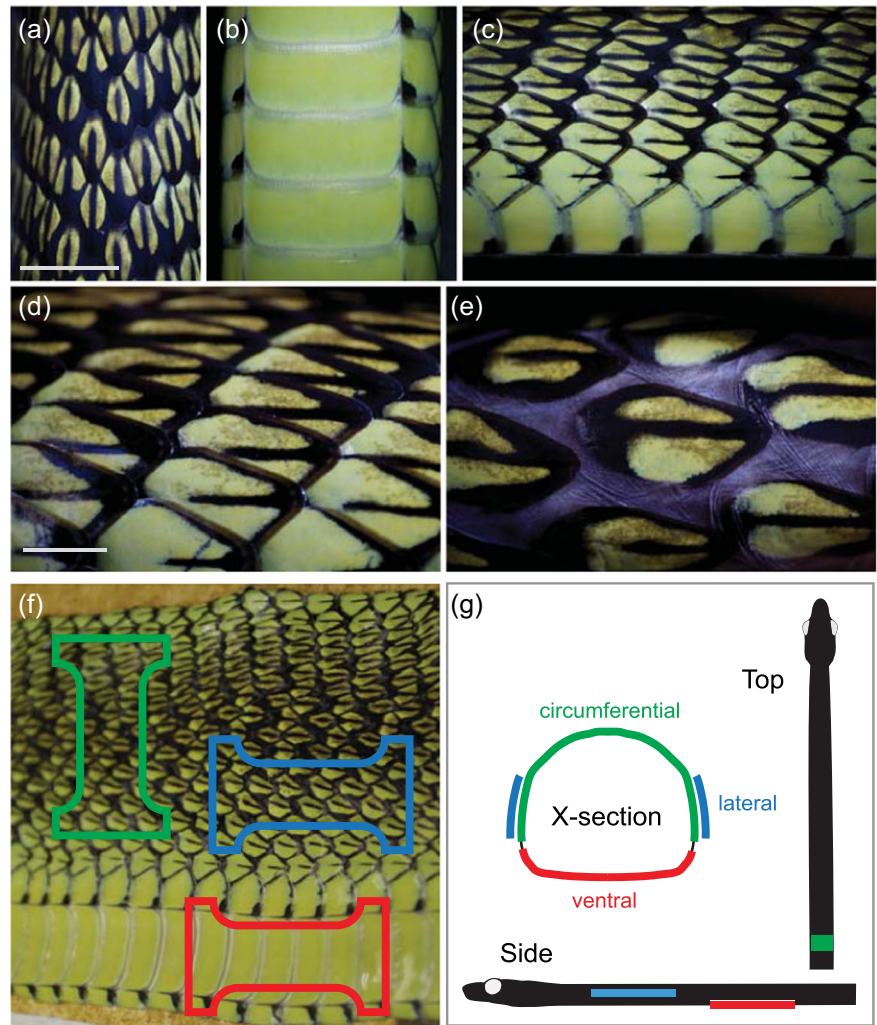 (a)
(b)
(c)
(d)
(e)
(f)
(g)
Top
circumferential
lateral
X-section
ventral
Side